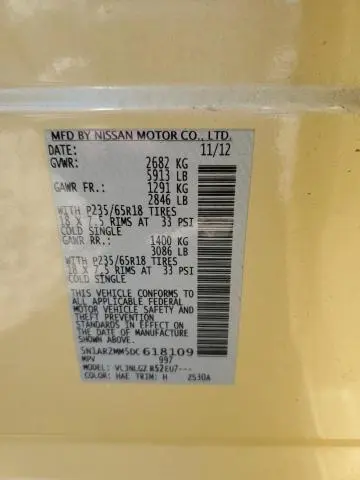 MFD BY NISSAN MOTOR CO., LTD.
DATE: 11/12
GVWR: 2682 KG
5913 LB
GAWR FR.: 1291 KG
2846 LB
WITH P235/65R18 TIRES
18 X 7.5 RIMS AT 33 PSI
COLD SINGLE
GAWR RR.: 1400 KG
3086 LB
WITH P235/65R18 TIRES
18 X 7.5 RIMS AT 33 PSI
COLD SINGLE
THIS VEHICLE CONFORMS TO
ALL APPLICABLE FEDERAL
MOTOR VEHICLE SAFETY AND
THEFT PREVENTION
STANDARDS IN EFFECT ON
THE DATE OF MANUFACTURE
SHOWN ABOVE.
5N1AR2MM5DC618109
MPV 997
MODEL: R52EU7---
COLOR: HAE TRIM: H 2530A